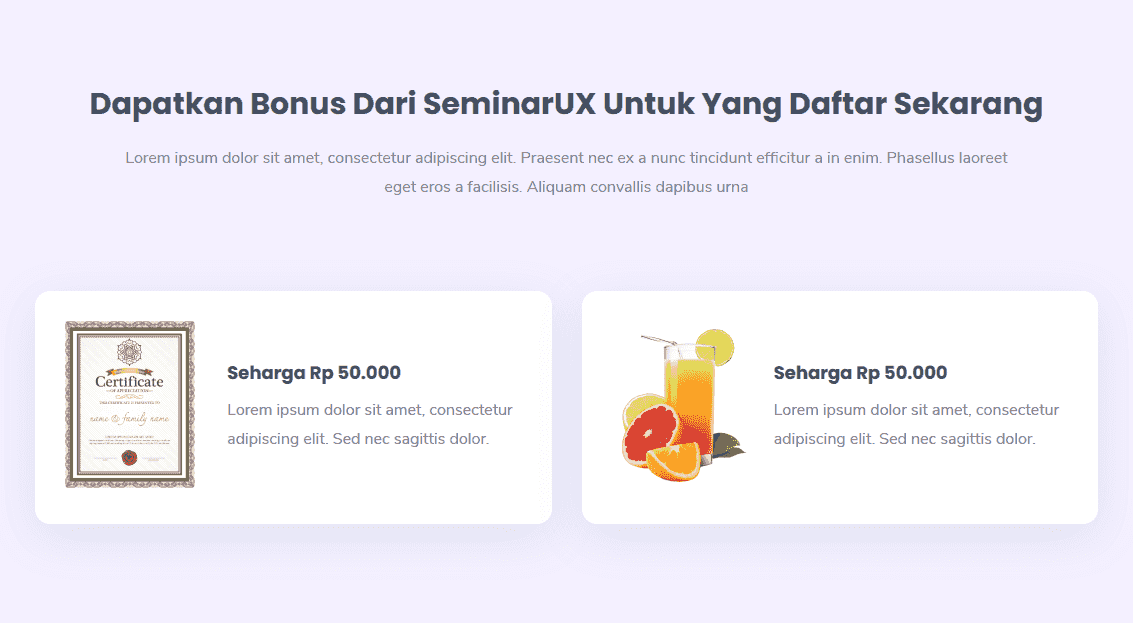 Dapatkan Bonus Dari SeminarUX Untuk Yang Daftar Sekarang
Lorem ipsum dolor sit amet, consectetur adipiscing elit. Praesent nec ex a nunc tincidunt efficitur a in enim. Phasellus laoreet
eget eros a facilisis. Aliquam convallis dapibus urna
Certificate
name & family name
Seharga Rp 50.000
Lorem ipsum dolor sit amet, consectetur
adipiscing elit. Sed nec sagittis dolor.
Seharga Rp 50.000
Lorem ipsum dolor sit amet, consectetur
adipiscing elit. Sed nec sagittis dolor.